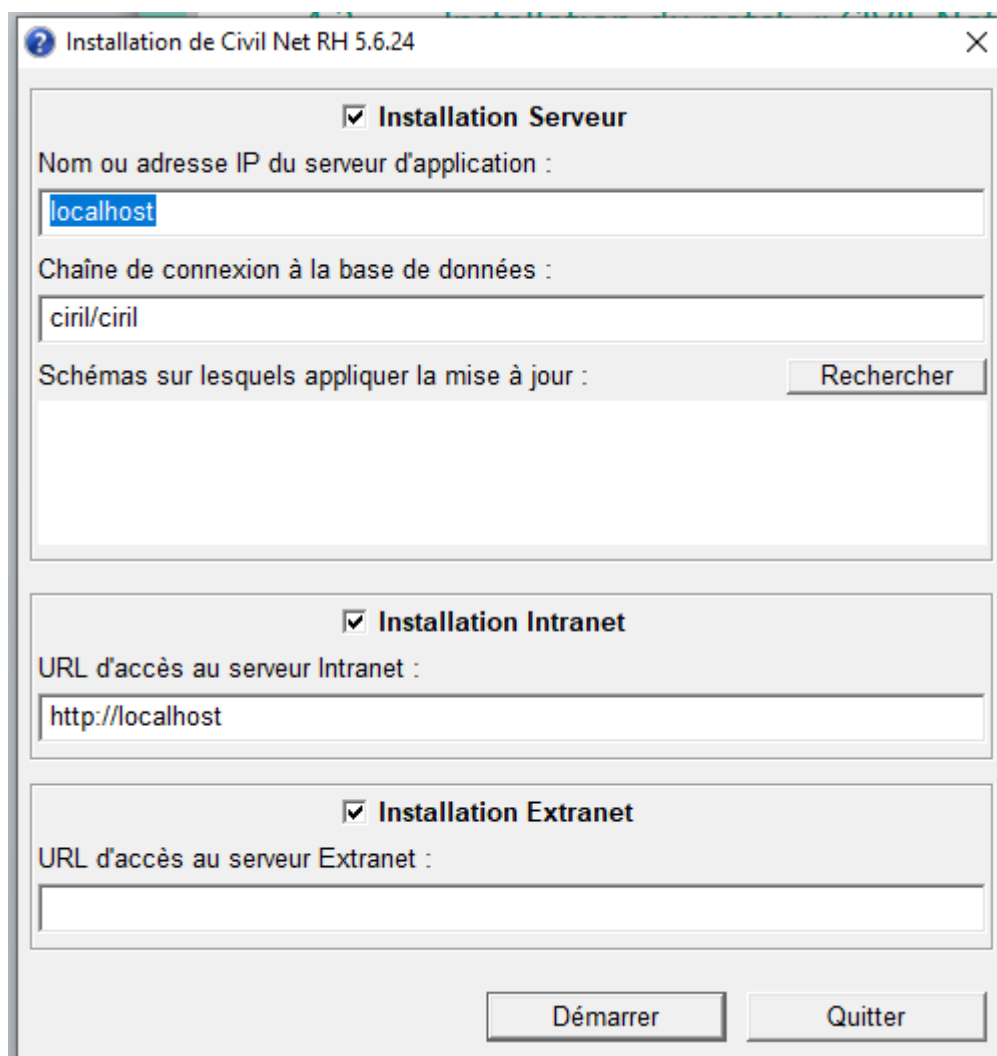 Installation de Civil Net RH 5.6.24
Installation Serveur
Nom ou adresse IP du serveur d'application :
localhost
Chaîne de connexion à la base de données :
ciril/ciril
Schémas sur lesquels appliquer la mise à jour :
Rechercher
Installation Intranet
URL d'accès au serveur Intranet :
http://localhost
Installation Extranet
URL d'accès au serveur Extranet :
Démarrer
Quitter